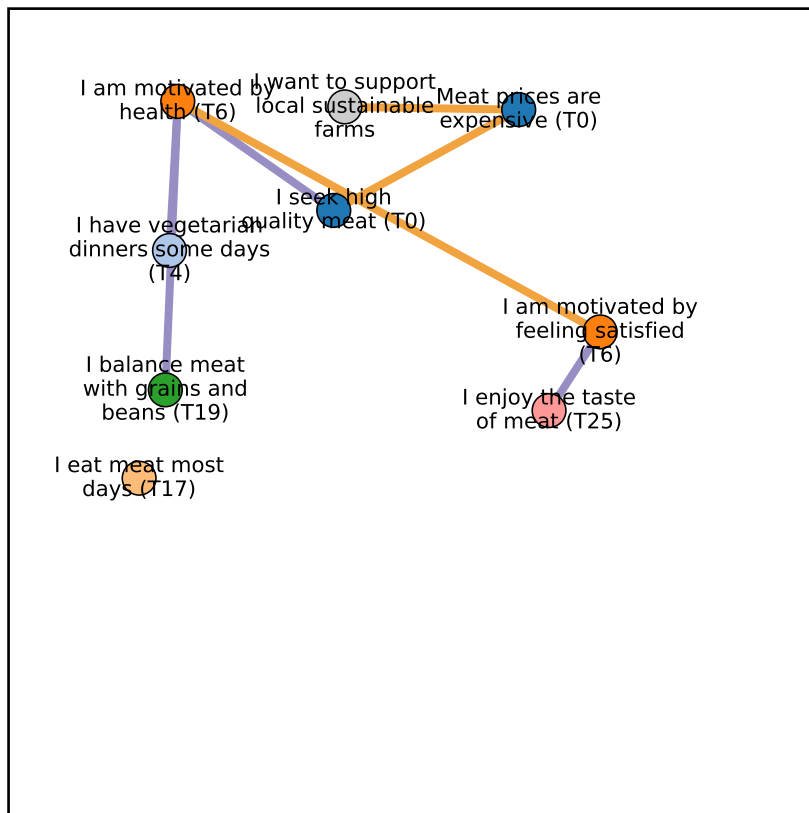 I am motivated by
health (T6)
I want to support
local sustainable
farms
Meat prices are
expensive (T0)
I seek high
quality meat (T0)
I have vegetarian
dinners some days
(T4)
I am motivated by
feeling satisfied
(T6)
I balance meat
with grains and
beans (T19)
I enjoy the taste
of meat (T25)
I eat meat most
days (T17)